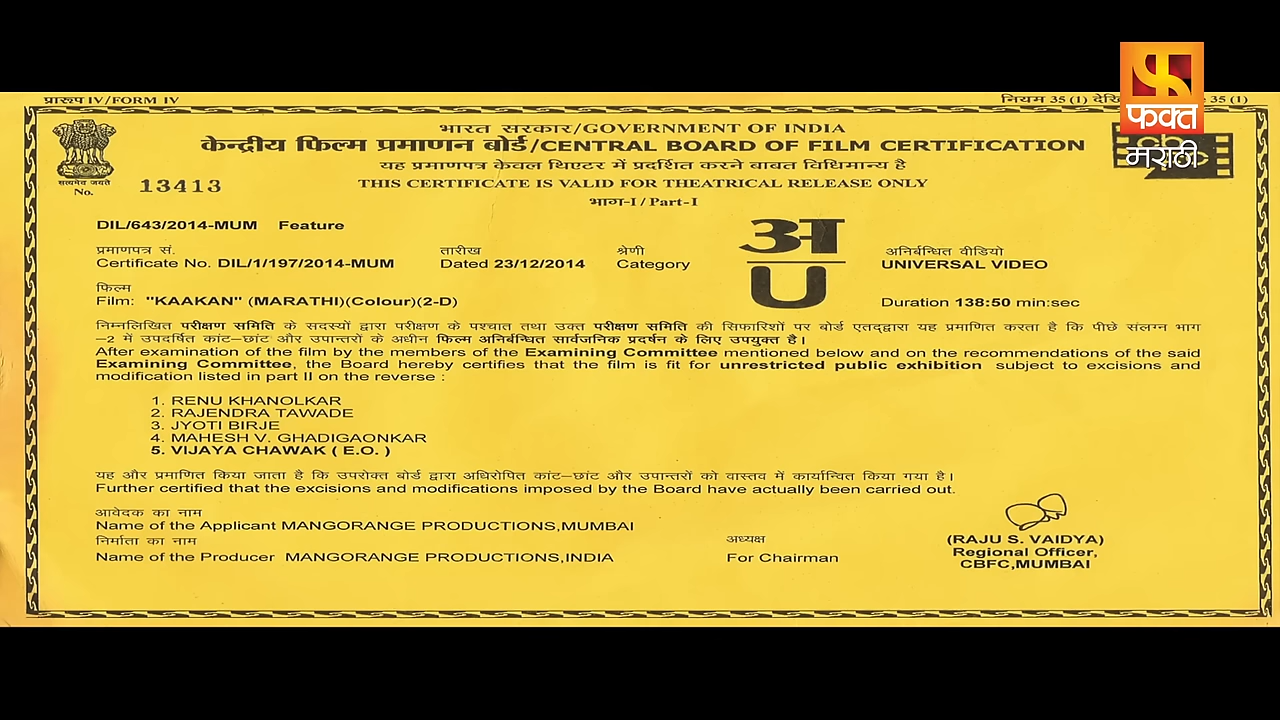 प्रारूप IV/FORM IV
नियम 35 (1) 35 (1)
फक्त
मराठी
भारत सरकार/GOVERNMENT OF INDIA
केन्द्रीय फिल्म प्रमाणन बोर्ड/CENTRAL BOARD OF FILM CERTIFICATION
यह प्रमाणपत्र केवल थिएटर में प्रदर्शित करने बाबत विधिमान्य है
सत्यमेव जयते
No. 13413
THIS CERTIFICATE IS VALID FOR THEATRICAL RELEASE ONLY
भाग-I / Part-I
DIL/643/2014-MUM Feature
अ
U
प्रमाणपत्र सं. तारीख श्रेणी अनिर्बन्धित वीडियो
Certificate No. DIL/1/197/2014-MUM Dated 23/12/2014 Category UNIVERSAL VIDEO
फिल्म
Film: "KAAKAN" (MARATHI)(Colour)(2-D) Duration 138:50 min:sec
निम्नलिखित परीक्षण समिति के सदस्यों द्वारा परीक्षण के पश्चात तथा उक्त परीक्षण समिति की सिफारिशों पर बोर्ड एतद्द्वारा यह प्रमाणित करता है कि पीछे संलग्न भाग
–2 में उपदर्षित कांट–छांट और उपान्तरों के अधीन फिल्म अनिबंधित सार्वजनिक प्रदर्षन के लिए उपयुक्त है।
After examination of the film by the members of the Examining Committee mentioned below and on the recommendations of the said
Examining Committee, the Board hereby certifies that the film is fit for unrestricted public exhibition subject to excisions and
modification listed in part II on the reverse :
1. RENU KHANOLKAR
2. RAJENDRA TAWADE
3. JYOTI BIRJE
4. MAHESH V. GHADIGAONKAR
5. VIJAYA CHAWAK ( E.O. )
यह और प्रमाणित किया जाता है कि उपरोक्त बोर्ड द्वारा अधिरोपित कांट–छांट और उपान्तरों को वास्तव में कार्यान्वित किया गया है।
Further certified that the excisions and modifications imposed by the Board have actually been carried out.
आवेदक का नाम
Name of the Applicant MANGORANGE PRODUCTIONS,MUMBAI
निर्माता का नाम अध्यक्ष (RAJU S. VAIDYA)
Name of the Producer MANGORANGE PRODUCTIONS,INDIA For Chairman Regional Officer,
CBFC,MUMBAI